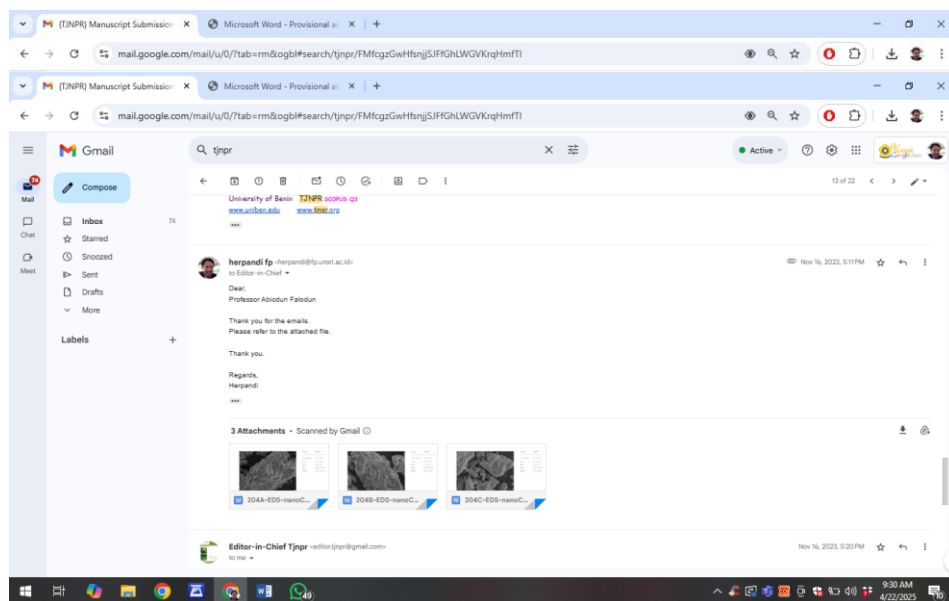 (TJNPR) Manuscript Submission
Microsoft Word - Provisional ac
mail.google.com/mail/u/0/?tab=rm&ogbl#search/tjnpr/FMfcgzGwHfsnjjSJFfGhLWGVKrqHmfTl
(TJNPR) Manuscript Submission
Microsoft Word - Provisional ac
mail.google.com/mail/u/0/?tab=rm&ogbl#search/tjnpr/FMfcgzGwHfsnjjSJFfGhLWGVKrqHmfTl
Gmail
tjnpr
Active
74
Mail
Compose
13 of 22
University of Benin TJNPR SCOPUS Q3
www.uniben.edu www.tjnpr.org
Chat
Meet
Inbox 74
Starred
Snoozed
Sent
Drafts
More
Labels
herpandi fp <herpandi@fp.unsri.ac.id>
Nov 16, 2023, 5:11 PM
to Editor-in-Chief
Dear,
Professor Abiodun Falodun
Thank you for the emails.
Please refer to the attached file.
Thank you.
Regards,
Herpandi
3 Attachments • Scanned by Gmail
204A-EDS-nanoC...
204B-EDS-nanoC...
204C-EDS-nanoC...
Editor-in-Chief Tjnpr <editor.tjnpr@gmail.com>
Nov 16, 2023, 5:20 PM
to me
49
9:30 AM
4/22/2025